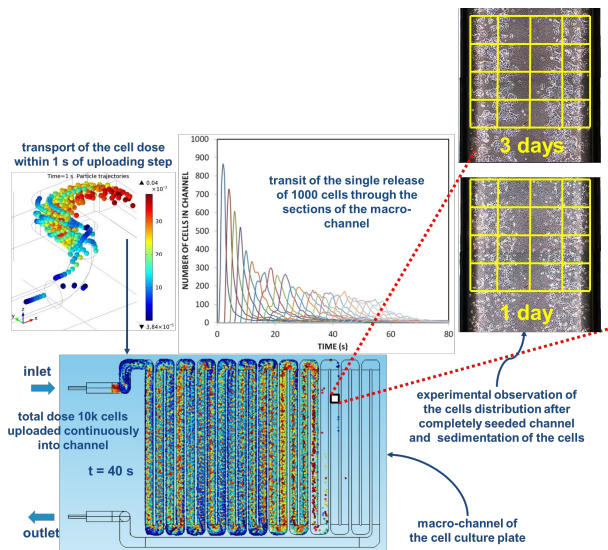 3 days
1 day
transport of the cell dose
within 1 s of uploading step
Time=1 s Particle trajectories
▲ 0.04
×10⁻³
30
20
10
▼ 3.84×10⁻⁵
y z x
NUMBER OF CELLS IN CHANNEL
1000
900
800
700
600
500
400
300
200
100
0
transit of the single release
of 1000 cells through the
sections of the macro-
channel
0 20 40 60 80
TIME (s)
inlet
total dose 10k cells
uploaded continuously
into channel
t = 40 s
outlet
experimental observation of
the cells distribution after
completely seeded channel
and sedimentation of the cells
macro-channel of
the cell culture plate